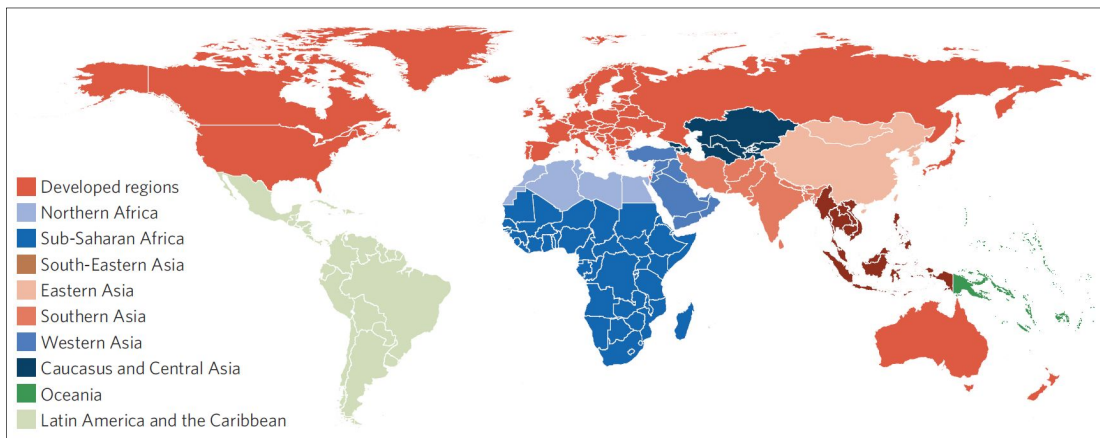 Developed regions
Northern Africa
Sub-Saharan Africa
South-Eastern Asia
Eastern Asia
Southern Asia
Western Asia
Caucasus and Central Asia
Oceania
Latin America and the Caribbean